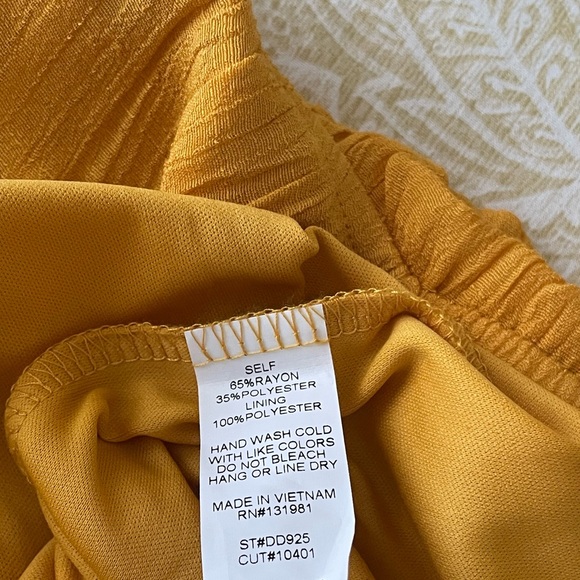 SELF
65%RAYON
35%POLYESTER
LINING
100%POLYESTER
HAND WASH COLD
WITH LIKE COLORS
DO NOT BLEACH
HANG OR LINE DRY
MADE IN VIETNAM
RN#131981
ST#DD925
CUT#10401